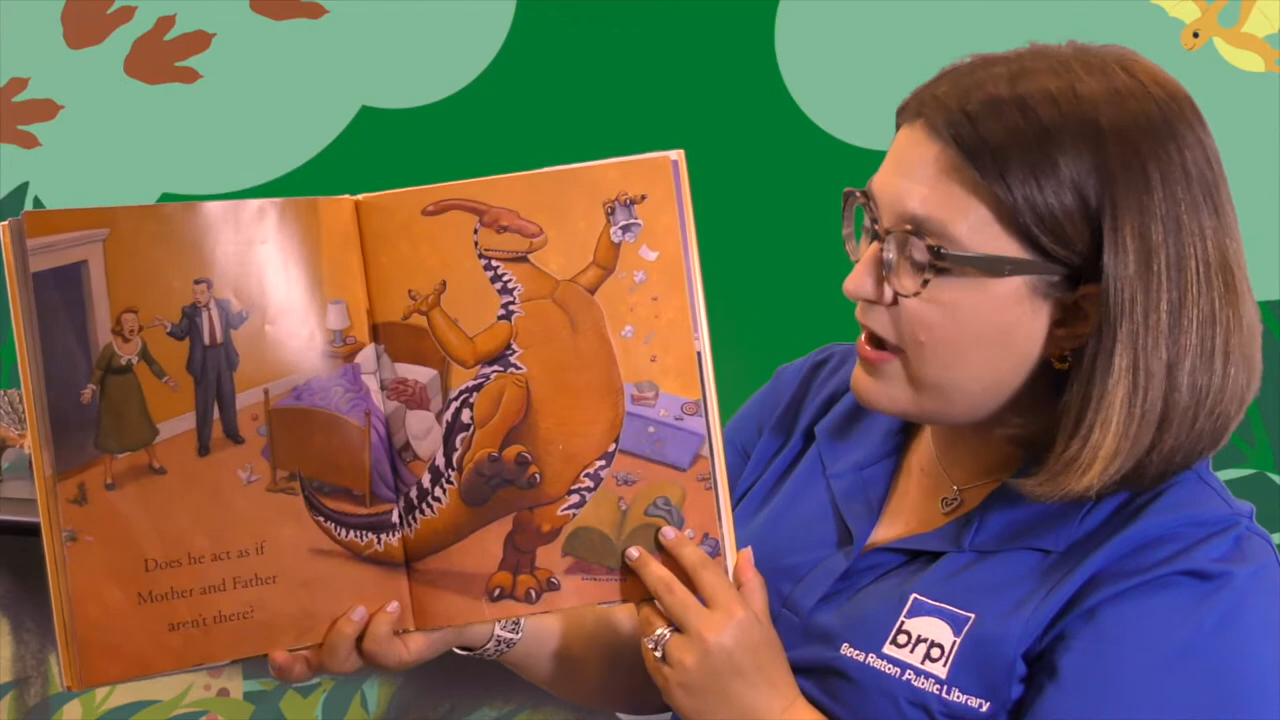 Does he act as if
Mother and Father
aren't there?
brpl
Boca Raton Public Library